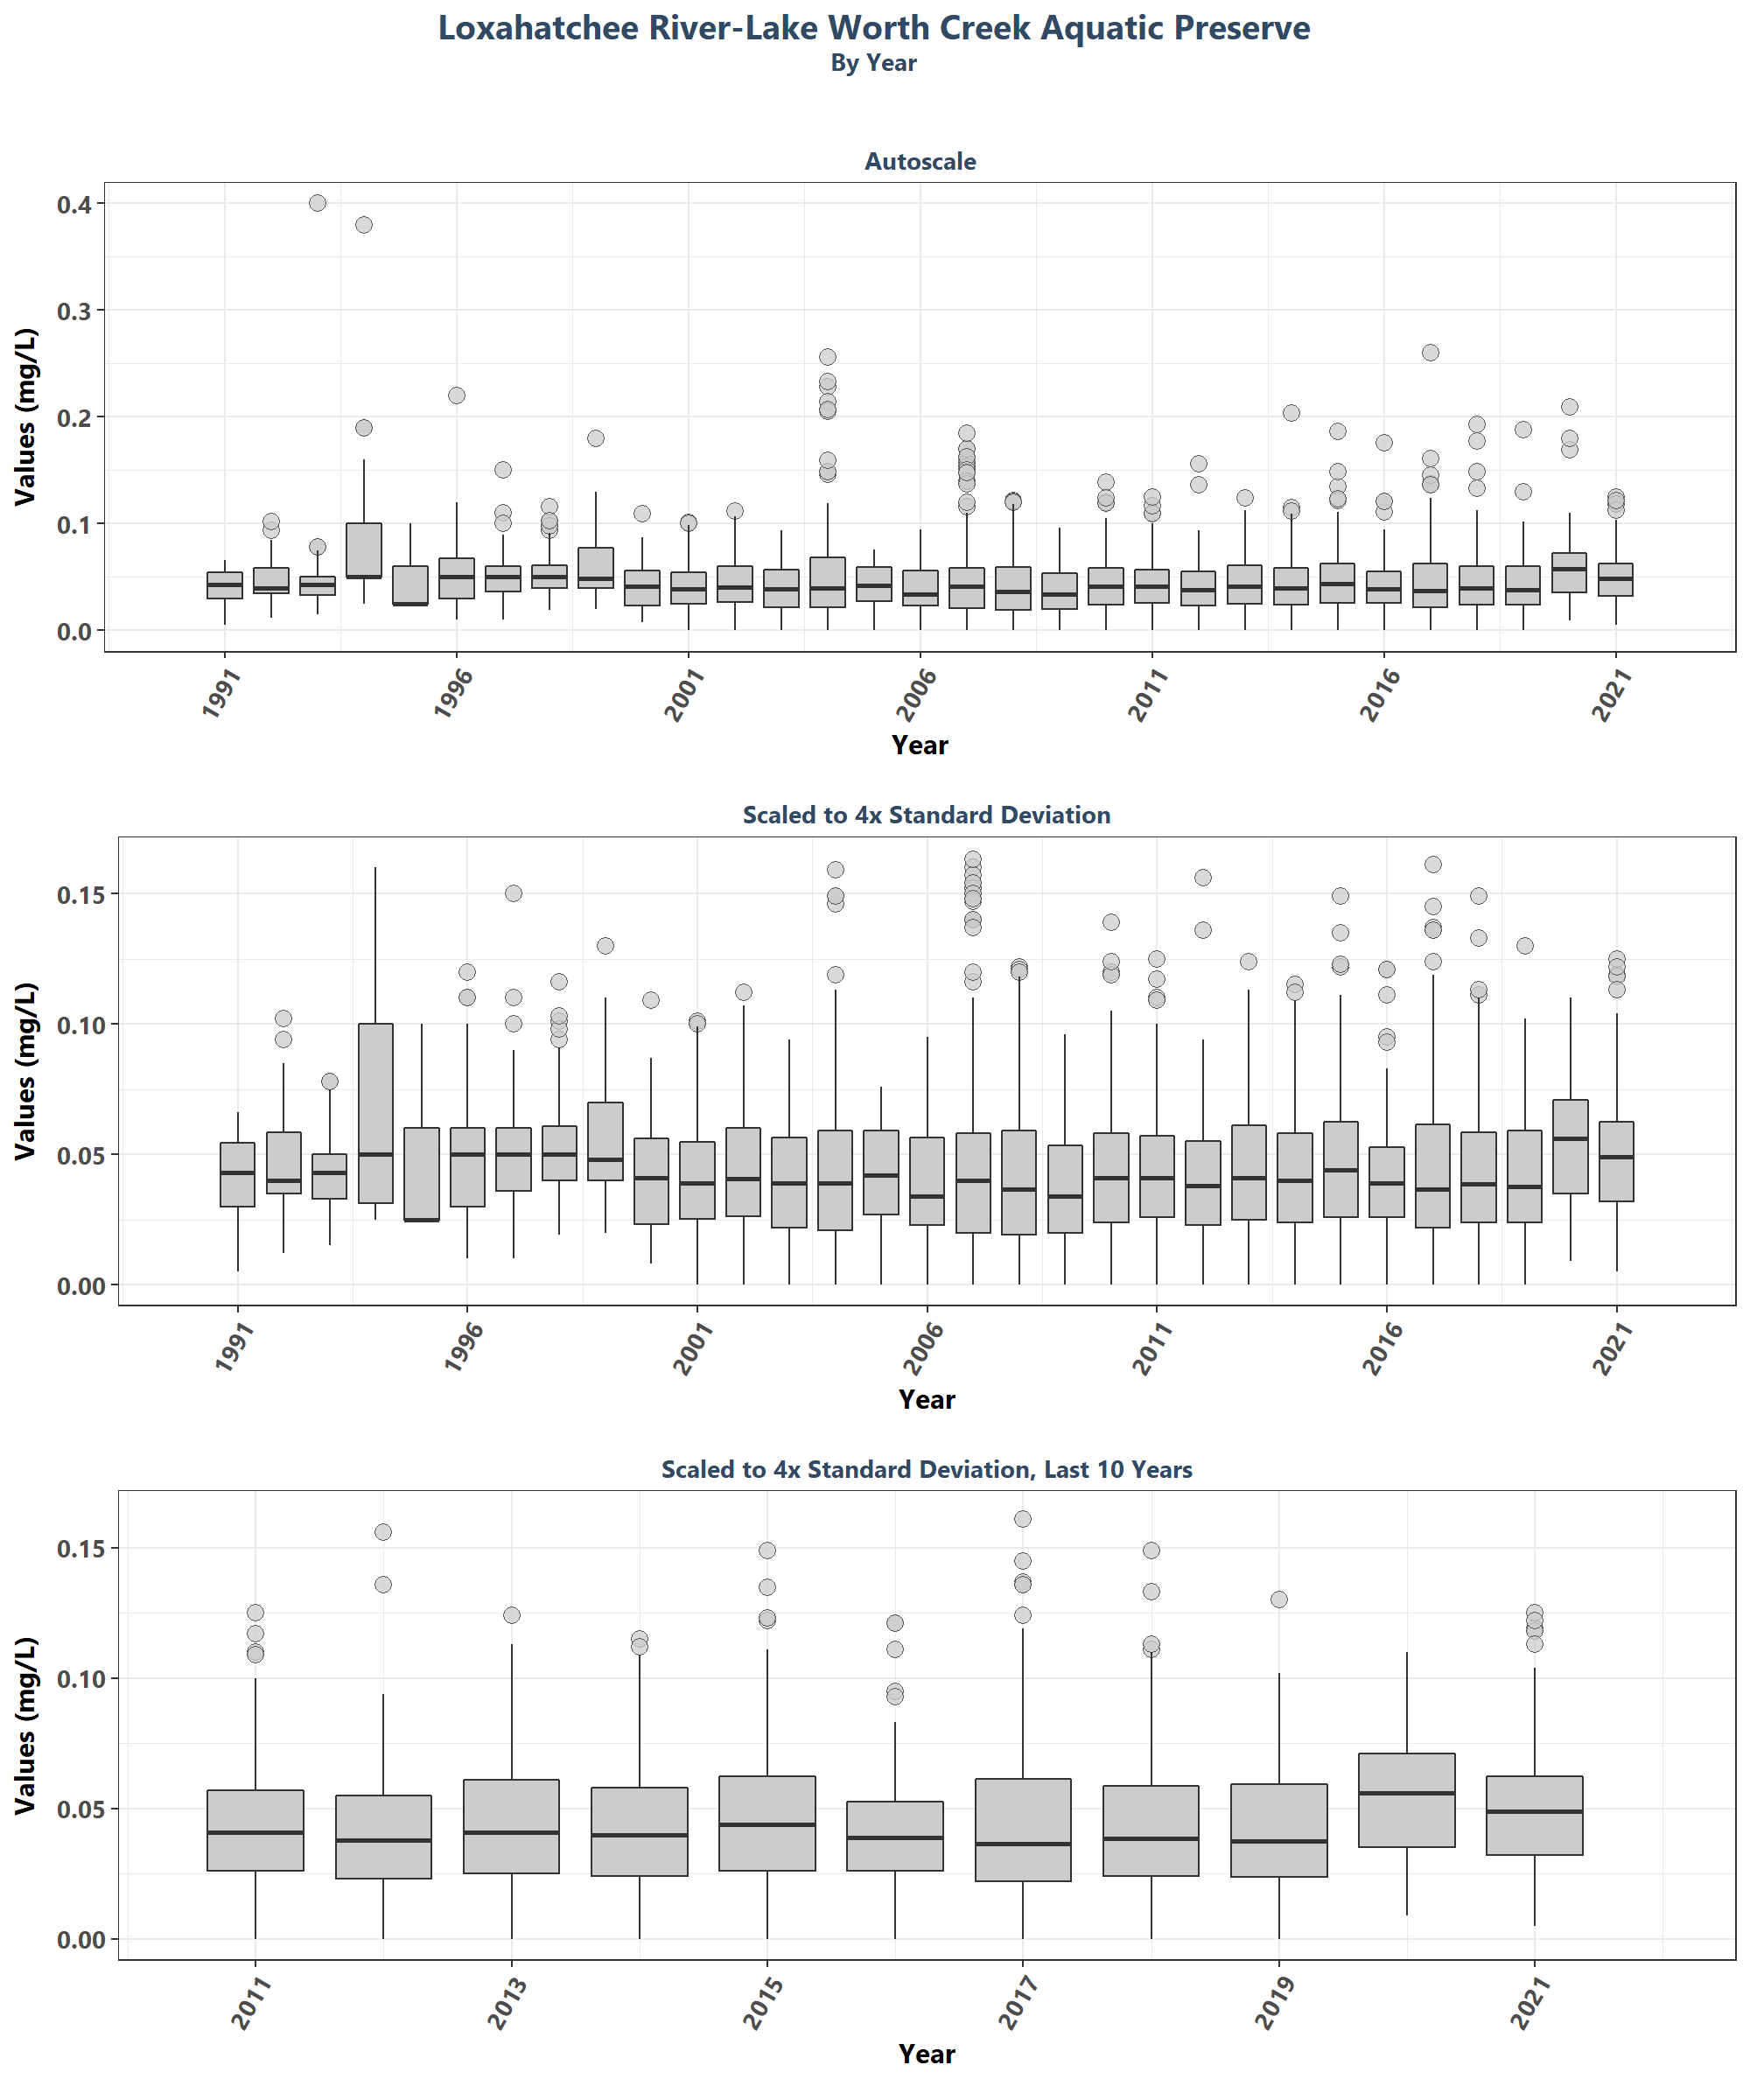 Loxahatchee River-Lake Worth Creek Aquatic Preserve
By Year
Autoscale
Values (mg/L)
0.4
0.3
0.2
0.1
0.0
1991 1996 2001 2006 2011 2016 2021
Year
Scaled to 4x Standard Deviation
Values (mg/L)
0.15
0.10
0.05
0.00
1991 1996 2001 2006 2011 2016 2021
Year
Scaled to 4x Standard Deviation, Last 10 Years
Values (mg/L)
0.15
0.10
0.05
0.00
2011 2013 2015 2017 2019 2021
Year